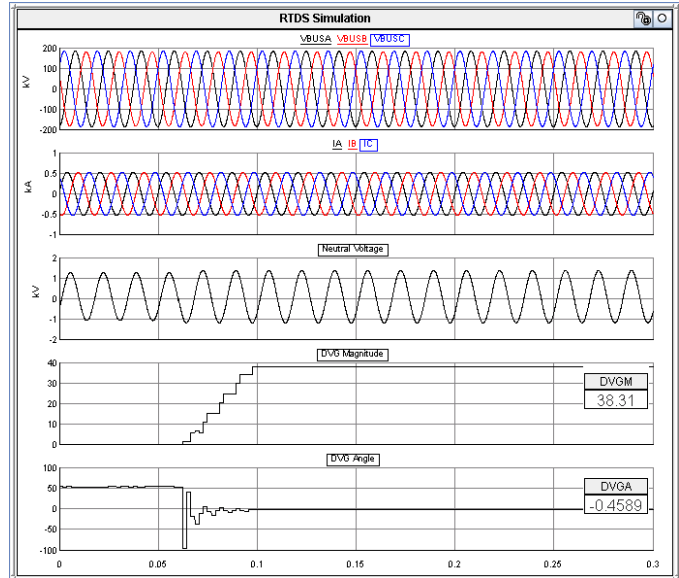 RTDS Simulation
VBUSA VBUSB VBUSC
200
100
0
-100
-200
kV
IA IB IC
1
0.5
0
-0.5
-1
kA
Neutral Voltage
2
1
0
-1
-2
kV
DVG Magnitude
40
30
20
10
0
DVGM
38.31
DVG Angle
100
50
0
-50
-100
DVGA
-0.4589
0 0.05 0.1 0.15 0.2 0.25 0.3